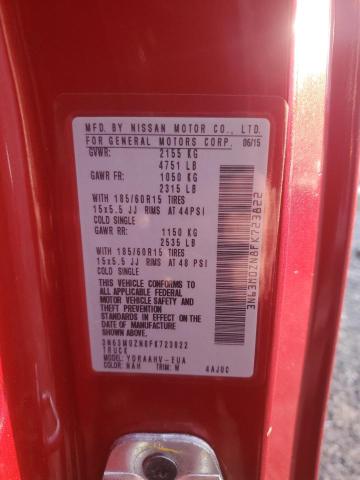 MFD. BY NISSAN MOTOR CO., LTD.
FOR GENERAL MOTORS CORP. 06/15
GVWR: 2155 KG
4751 LB
GAWR FR: 1050 KG
2315 LB
WITH 185/60R15 TIRES
15x5.5 JJ RIMS AT 44PSI
COLD SINGLE
GAWR RR: 1150 KG
2535 LB
WITH 185/60R15 TIRES
15x5.5 JJ RIMS AT 48 PSI
COLD SINGLE
THIS VEHICLE CONFORMS TO
ALL APPLICABLE FEDERAL
MOTOR VEHICLE SAFETY AND
AND THEFT PREVENTION
STANDARDS IN EFFECT ON
THE DATE OF MANUFACTURE
SHOWN ABOVE.
3N63M0ZN8FK723822
TRUCK
MODEL: YDRAAHV-EUA
COLOR: NAH TRIM: W 4AJUC
3N63M0ZN8FK723822